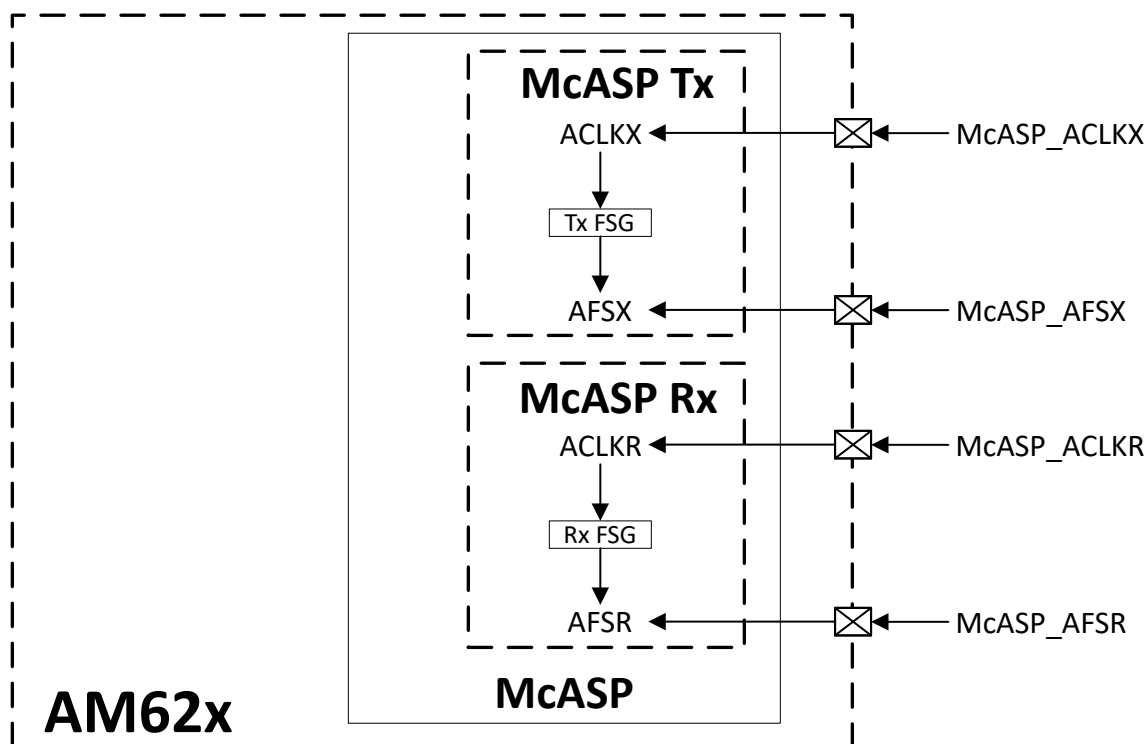 McASP Tx
ACLKX
McASP_ACLKX
Tx FSG
AFSX
McASP_AFSX
McASP Rx
ACLKR
McASP_ACLKR
Rx FSG
AFSR
McASP_AFSR
McASP
AM62x